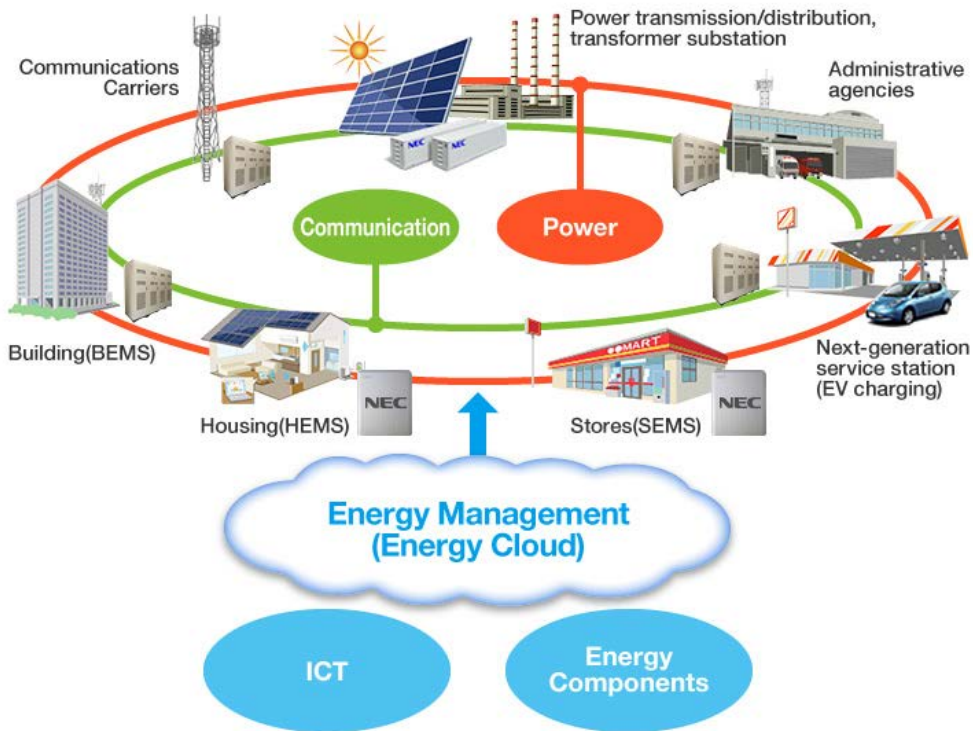 Power transmission/distribution,
transformer substation
Communications
Carriers
Administrative
agencies
NEC
NEC
Communication
Power
Building(BEMS)
MART
Next-generation
service station
(EV charging)
NEC
Housing(HEMS)
NEC
Stores(SEMS)
Energy Management
(Energy Cloud)
ICT
Energy
Components